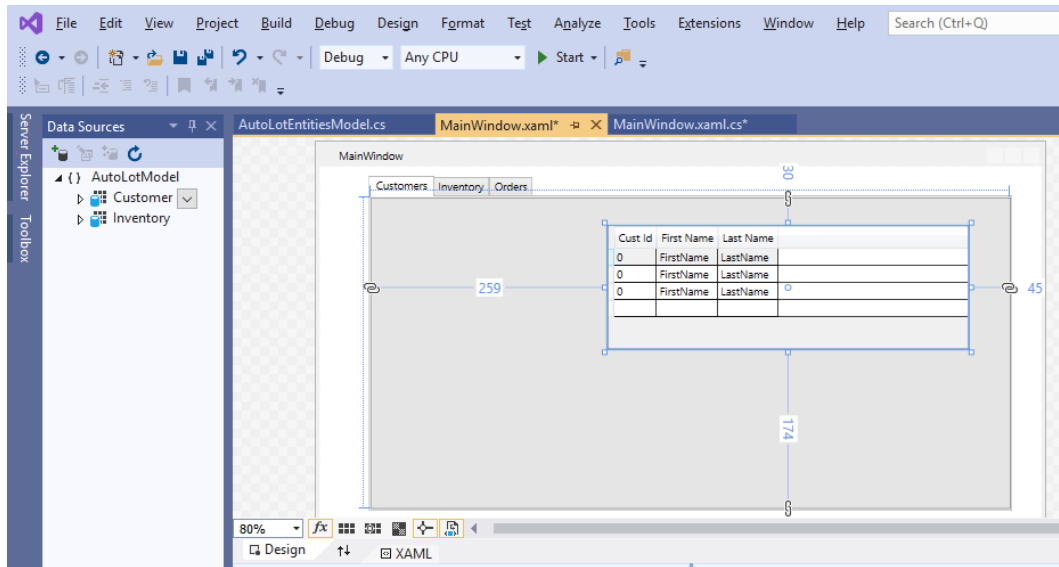 File Edit View Project Build Debug Design Format Test Analyze Tools Extensions Window Help Search (Ctrl+Q)
Debug Any CPU Start
Server Explorer
Toolbox
Data Sources
AutoLotModel
Customer
Inventory
AutoLotEntitiesModel.cs MainWindow.xaml* MainWindow.xaml.cs*
MainWindow
Customers Inventory Orders
30
Cust Id First Name Last Name
0 FirstName LastName
0 FirstName LastName
0 FirstName LastName
259
45
174
80% fx
Design XAML